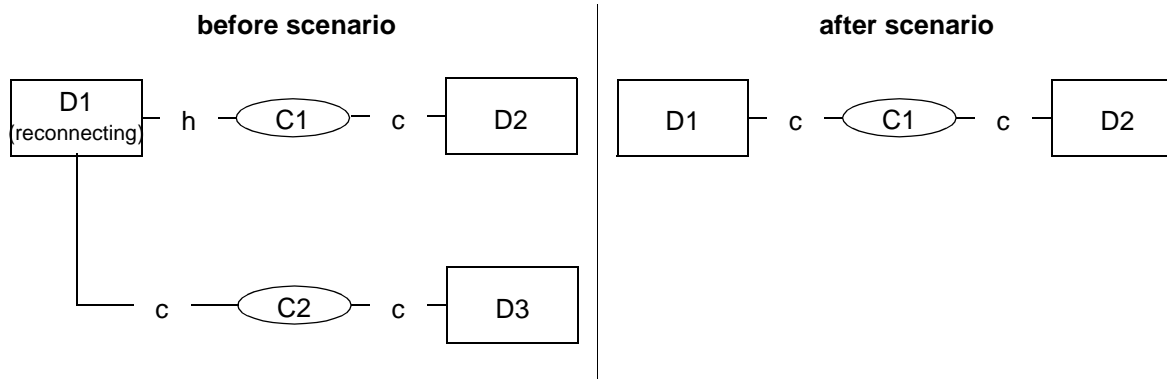 before scenario
after scenario
D1
(reconnecting)
h
C1
c
D2
D1
c
C1
c
D2
c
C2
c
D3